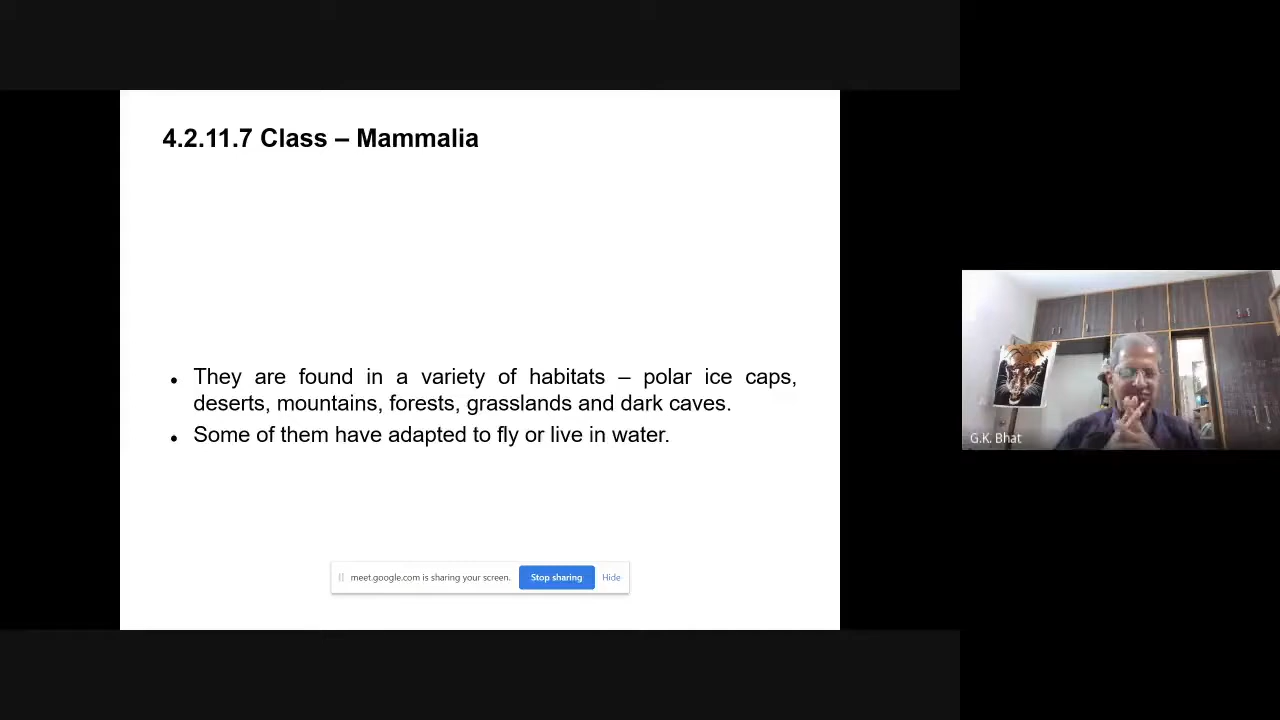 4.2.11.7 Class – Mammalia
• They are found in a variety of habitats – polar ice caps,
deserts, mountains, forests, grasslands and dark caves.
• Some of them have adapted to fly or live in water.
meet.google.com is sharing your screen. Stop sharing Hide
G.K. Bhat